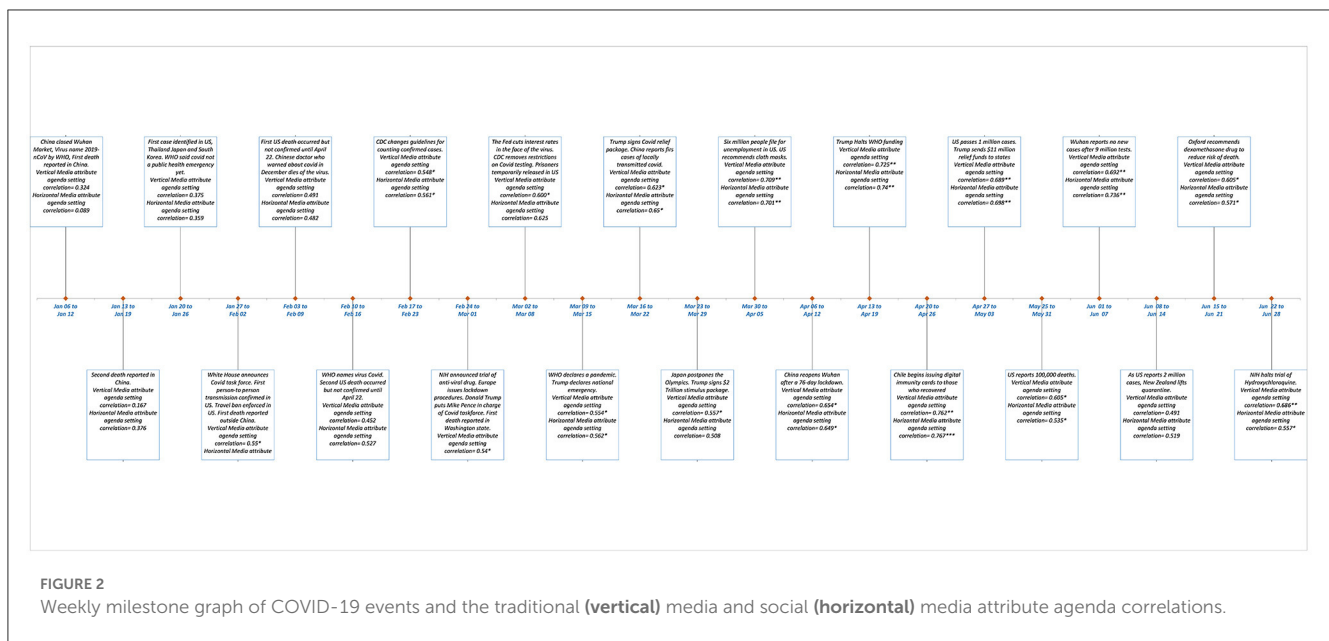 China closed Wuhan
Market, Virus name 2019-
nCoV by WHO, First death
reported in China.
Vertical Media attribute
agenda setting
correlation= 0.324
Horizontal Media attribute
agenda setting
correlation= 0.089
First case identified in US,
Thailand Japan and South
Korea. WHO said covid not
a public health emergency
yet.
Vertical Media attribute
agenda setting
correlation= 0.375
Horizontal Media attribute
agenda setting
correlation= 0.359
First US death occurred but
not confirmed until April
22. Chinese doctor who
warned about covid in
December dies of the virus.
Vertical Media attribute
agenda setting
correlation= 0.491
Horizontal Media attribute
agenda setting
correlation= 0.482
CDC changes guidelines for
counting confirmed cases.
Vertical Media attribute
agenda setting
correlation= 0.548*
Horizontal Media attribute
agenda setting
correlation= 0.561*
The Fed cuts interest rates
in the face of the virus.
CDC removes restrictions
on Covid testing. Prisoners
temporarily released in US
Vertical Media attribute
agenda setting
correlation= 0.600*
Horizontal Media attribute
agenda setting
correlation= 0.625
Trump signs Covid relief
package. China reports firs
cases of locally
transmitted covid.
Vertical Media attribute
agenda setting
correlation= 0.623*
Horizontal Media attribute
agenda setting
correlation= 0.65*
Six million people file for
unemployment in US. US
recommends cloth masks.
Vertical Media attribute
agenda setting
correlation= 0.709**
Horizontal Media attribute
agenda setting
correlation= 0.701**
Trump Halts WHO funding
Vertical Media attribute
agenda setting
correlation= 0.725**
Horizontal Media attribute
agenda setting
correlation= 0.74**
US passes 1 million cases.
Trump sends $11 million
relief funds to states
Vertical Media attribute
agenda setting
correlation= 0.689**
Horizontal Media attribute
agenda setting
correlation= 0.698**
Wuhan reports no new
cases after 9 million tests.
Vertical Media attribute
agenda setting
correlation= 0.692**
Horizontal Media attribute
agenda setting
correlation= 0.736**
Oxford recommends
dexamethasone drug to
reduce risk of death.
Vertical Media attribute
agenda setting
correlation= 0.605*
Horizontal Media attribute
agenda setting
correlation= 0.571*
Jan 06 to
Jan 12
Jan 13 to
Jan 19
Jan 20 to
Jan 26
Jan 27 to
Feb 02
Feb 03 to
Feb 09
Feb 10 to
Feb 16
Feb 17 to
Feb 23
Feb 24 to
Mar 01
Mar 02 to
Mar 08
Mar 09 to
Mar 15
Mar 16 to
Mar 22
Mar 23 to
Mar 29
Mar 30 to
Apr 05
Apr 06 to
Apr 12
Apr 13 to
Apr 19
Apr 20 to
Apr 26
Apr 27 to
May 03
May 25 to
May 31
Jun 01 to
Jun 07
Jun 08 to
Jun 14
Jun 15 to
Jun 21
Jun 22 to
Jun 28
Second death reported in
China.
Vertical Media attribute
agenda setting
correlation= 0.167
Horizontal Media attribute
agenda setting
correlation= 0.376
White House announces
Covid task force. First
person-to person
transmission confirmed in
US. Travel ban enforced in
US. First death reported
outside China.
Vertical Media attribute
agenda setting
correlation= 0.55*
Horizontal Media attribute
WHO names virus Covid.
Second US death occurred
but not confirmed until
April 22.
Vertical Media attribute
agenda setting
correlation= 0.452
Horizontal Media attribute
agenda setting
correlation= 0.527
NIH announced trial of
anti-viral drug. Europe
issues lockdown
procedures. Donald Trump
puts Mike Pence in charge
of Covid taskforce. First
death reported in
Washington state.
Vertical Media attribute
agenda setting
correlation= 0.54*
WHO declares a pandemic.
Trump declares national
emergency.
Vertical Media attribute
agenda setting
correlation= 0.554*
Horizontal Media attribute
agenda setting
correlation= 0.562*
Japan postpones the
Olympics. Trump signs $2
Trillion stimulus package.
Vertical Media attribute
agenda setting
correlation= 0.557*
Horizontal Media attribute
agenda setting
correlation= 0.508
China reopens Wuhan
after a 76-day lockdown.
Vertical Media attribute
agenda setting
correlation= 0.654*
Horizontal Media attribute
agenda setting
correlation= 0.649*
Chile begins issuing digital
immunity cards to those
who recovered
Vertical Media attribute
agenda setting
correlation= 0.762**
Horizontal Media attribute
agenda setting
correlation= 0.767***
US reports 100,000 deaths.
Vertical Media attribute
agenda setting
correlation= 0.605*
Horizontal Media attribute
agenda setting
correlation= 0.535*
As US reports 2 million
cases, New Zealand lifts
quarantine.
Vertical Media attribute
agenda setting
correlation= 0.491
Horizontal Media attribute
agenda setting
correlation= 0.519
NIH halts trial of
Hydroxychloroquine.
Vertical Media attribute
agenda setting
correlation= 0.686**
Horizontal Media attribute
agenda setting
correlation= 0.557*
FIGURE 2
Weekly milestone graph of COVID-19 events and the traditional (vertical) media and social (horizontal) media attribute agenda correlations.